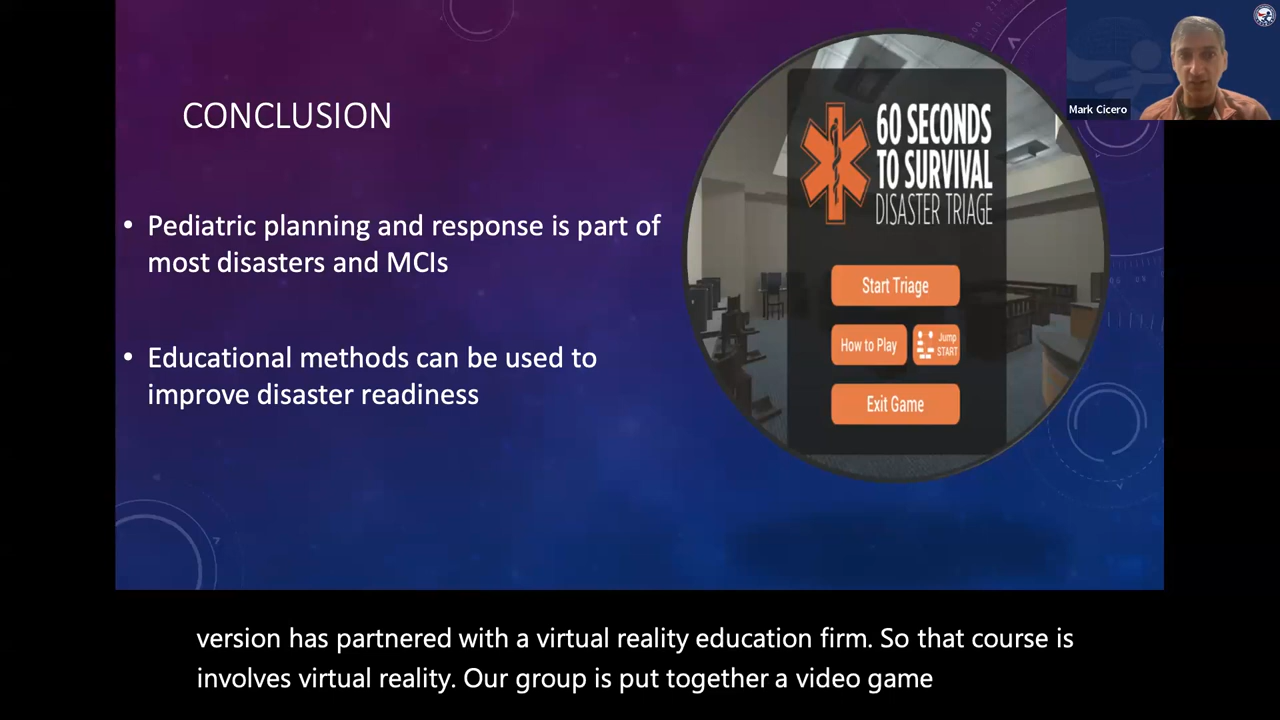 CONCLUSION
• Pediatric planning and response is part of
most disasters and MCIs
• Educational methods can be used to
improve disaster readiness
60 SECONDS
TO SURVIVAL
DISASTER TRIAGE
Start Triage
How to Play
Jump
START
Exit Game
Mark Cicero
version has partnered with a virtual reality education firm. So that course is
involves virtual reality. Our group is put together a video game